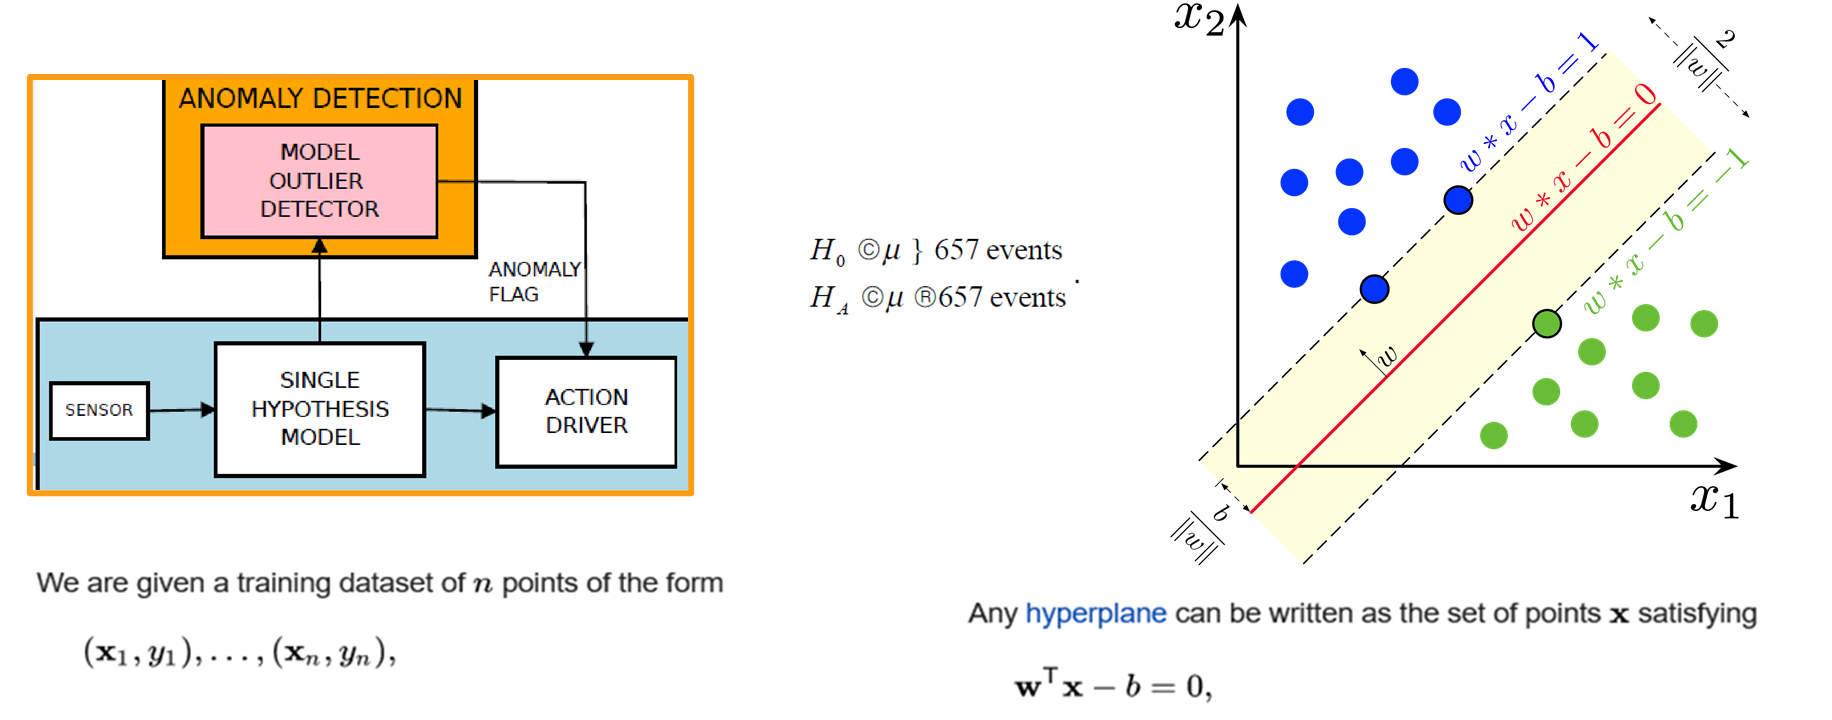 ANOMALY DETECTION
MODEL
OUTLIER
DETECTOR
ANOMALY
FLAG
SENSOR
SINGLE
HYPOTHESIS
MODEL
ACTION
DRIVER
We are given a training dataset of n points of the form
(x₁, y₁), . . . , (xₙ, yₙ),
H₀ ©μ } 657 events
H_A ©μ ®657 events .
x₂
w * x − b = 1
w * x − b = 0
w * x − b = −1
2/‖w‖
w
b/‖w‖
x₁
Any hyperplane can be written as the set of points x satisfying
wᵀx − b = 0,